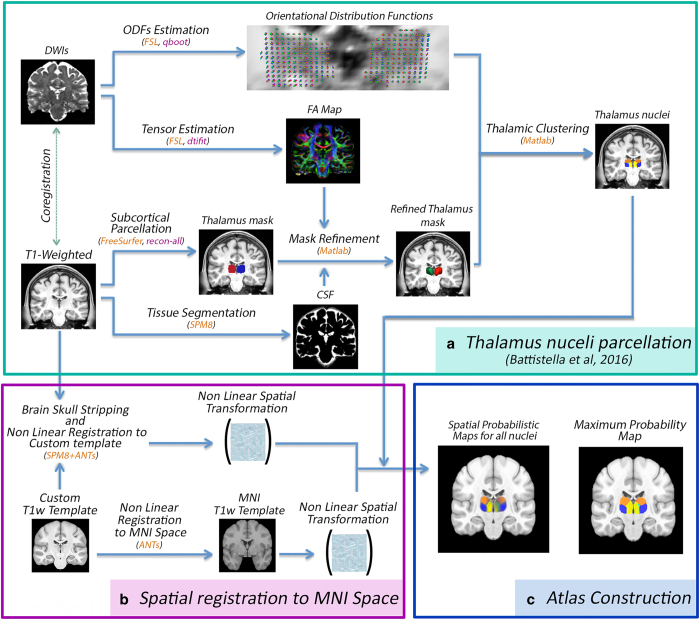 ODFs Estimation
(FSL, qboot)
Orientational Distribution Functions
DWIs
Tensor Estimation
(FSL, dtifit)
FA Map
Thalamic Clustering
(Matlab)
Thalamus nuclei
Coregistration
Subcortical
Parcellation
(FreeSurfer, recon-all)
Thalamus mask
Mask Refinement
(Matlab)
Refined Thalamus
mask
T1-Weighted
Tissue Segmentation
(SPM8)
CSF
a Thalamus nuceli parcellation
(Battistella et al, 2016)
Brain Skull Stripping
and
Non Linear Registration to
Custom template
(SPM8+ANTs)
Non Linear Spatial
Transformation
Custom
T1w Template
Non Linear
Registration
to MNI Space
(ANTs)
MNI
T1w Template
Non Linear Spatial
Transformation
b Spatial registration to MNI Space
Spatial Probabilistic
Maps for all nuclei
Maximum Probability
Map
c Atlas Construction